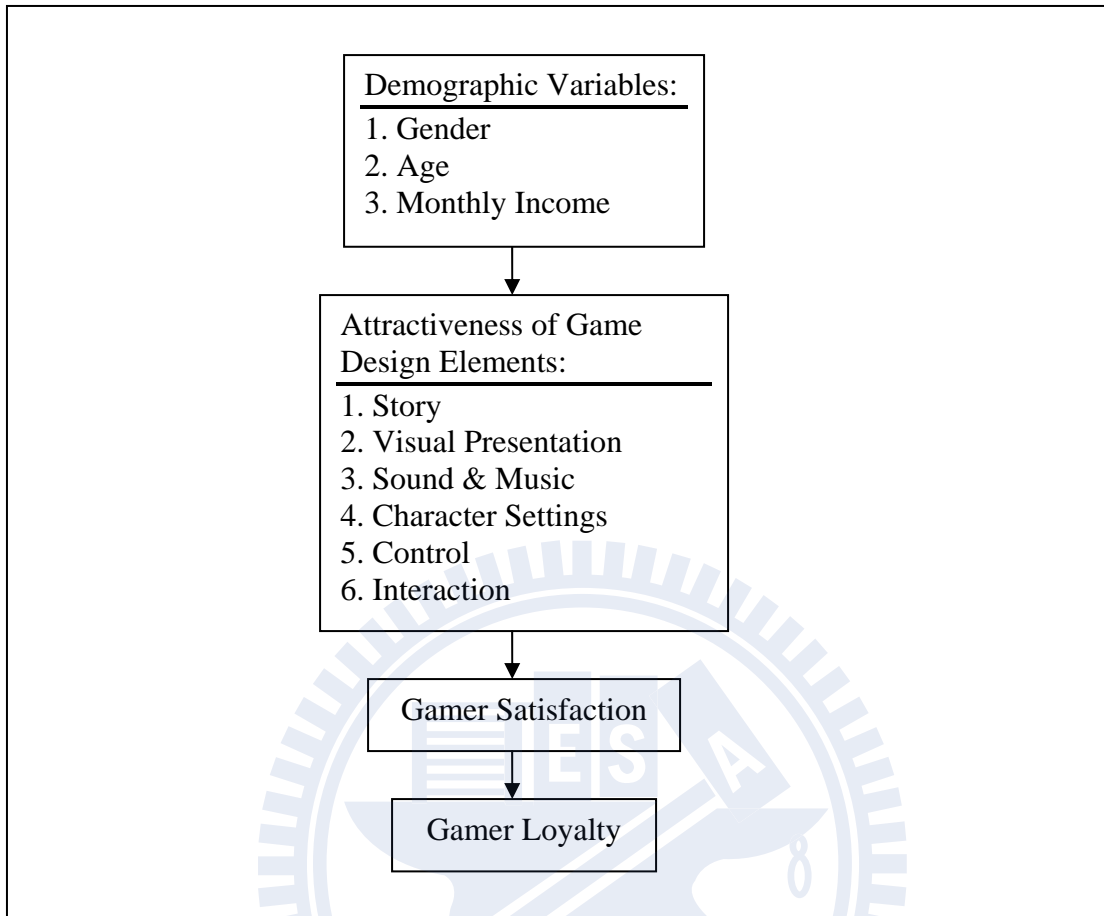 Demographic Variables:
1. Gender
2. Age
3. Monthly Income
Attractiveness of Game
Design Elements:
1. Story
2. Visual Presentation
3. Sound & Music
4. Character Settings
5. Control
6. Interaction
Gamer Satisfaction
E S A
Gamer Loyalty
8